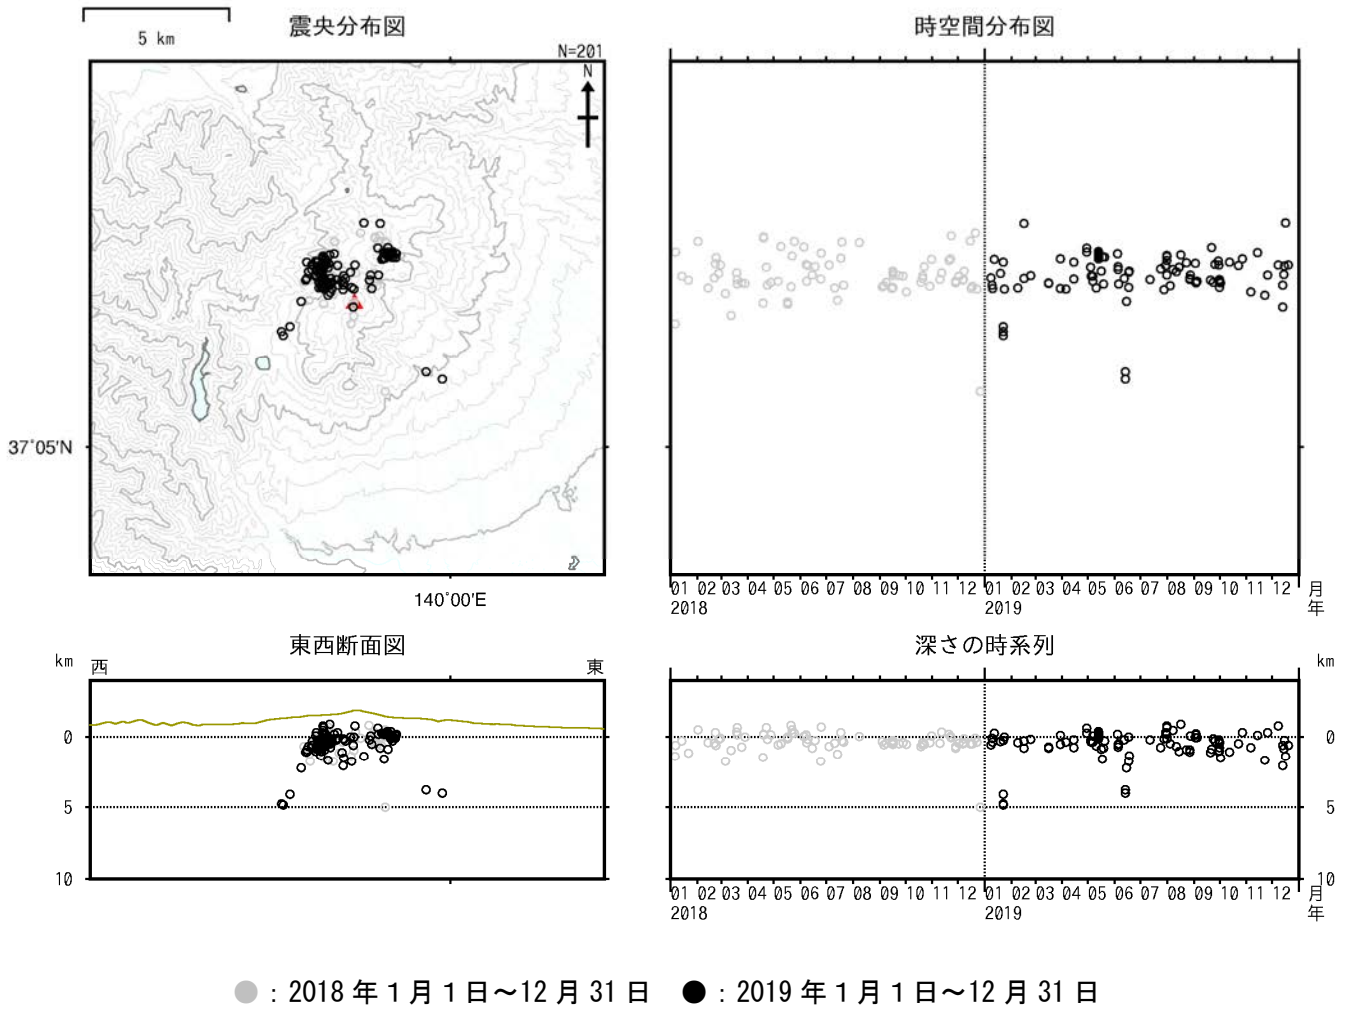 震央分布図
5 km
N=201
N
37°05'N
140°00'E
時空間分布図
01 02 03 04 05 06 07 08 09 10 11 12 01 02 03 04 05 06 07 08 09 10 11 12 月
2018 2019 年
東西断面図
km 西 東
0
5
10
深さの時系列
km
0
5
10
01 02 03 04 05 06 07 08 09 10 11 12 01 02 03 04 05 06 07 08 09 10 11 12 月
2018 2019 年
●：2018 年１月１日～12 月 31 日 ●：2019 年１月１日～12 月 31 日